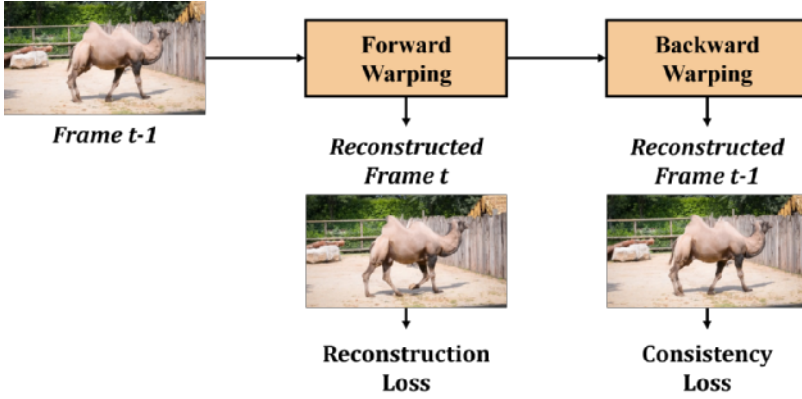 Forward
Warping
Backward
Warping
Frame t-1
Reconstructed
Frame t
Reconstructed
Frame t-1
Reconstruction
Loss
Consistency
Loss